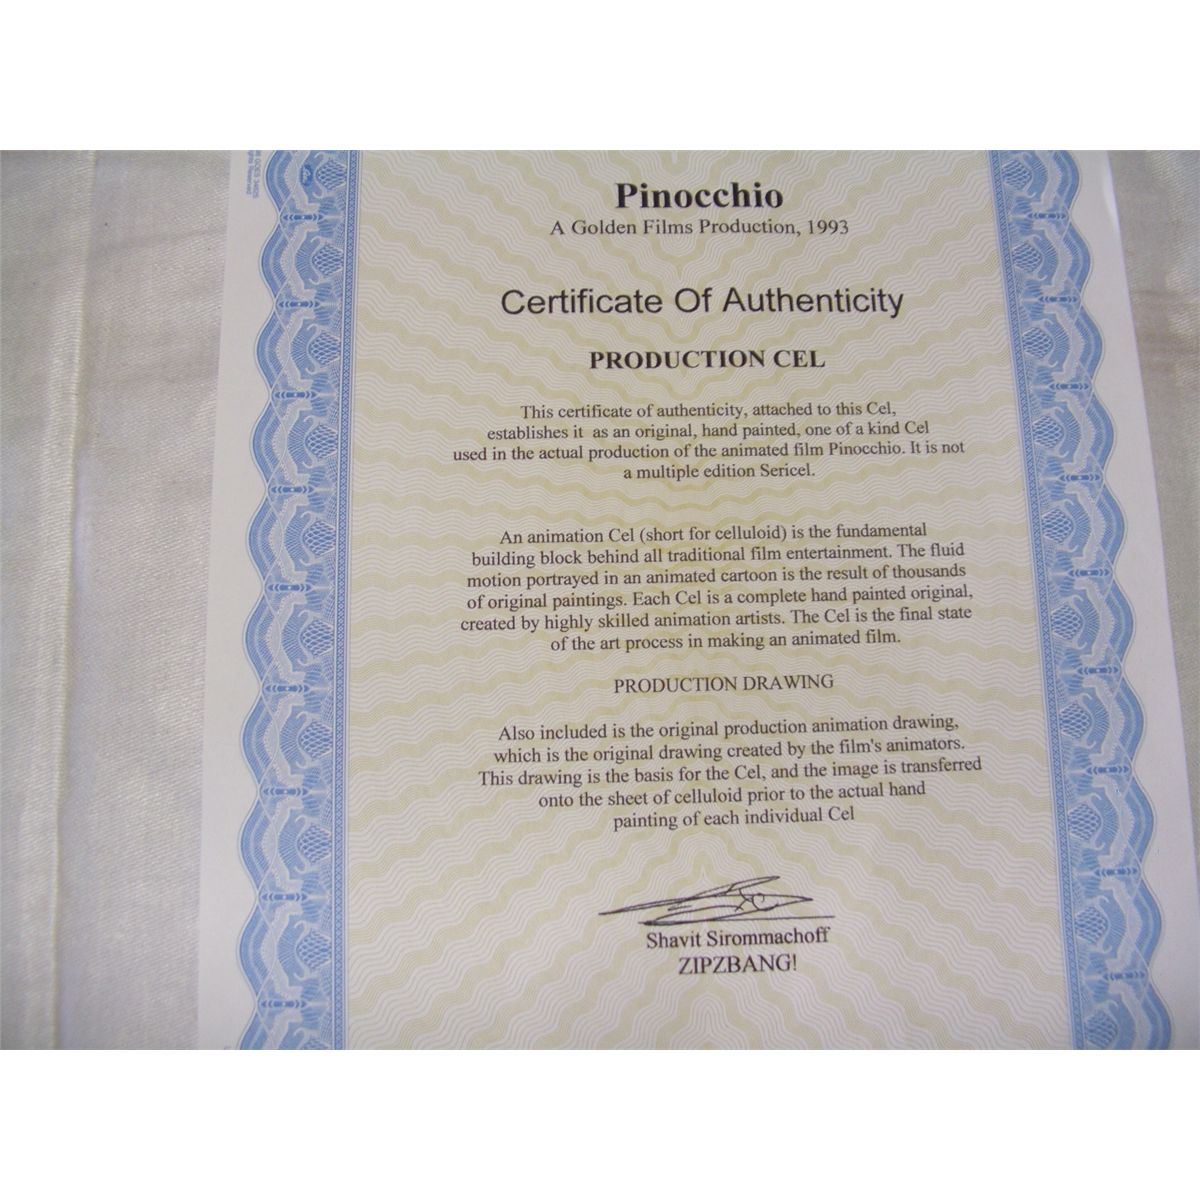 Pinocchio
A Golden Films Production, 1993
Certificate Of Authenticity
PRODUCTION CEL
This certificate of authenticity, attached to this Cel,
establishes it as an original, hand painted, one of a kind Cel
used in the actual production of the animated film Pinocchio. It is not
a multiple edition Sericel.
An animation Cel (short for celluloid) is the fundamental
building block behind all traditional film entertainment. The fluid
motion portrayed in an animated cartoon is the result of thousands
of original paintings. Each Cel is a complete hand painted original,
created by highly skilled animation artists. The Cel is the final state
of the art process in making an animated film.
PRODUCTION DRAWING
Also included is the original production animation drawing,
which is the original drawing created by the film's animators.
This drawing is the basis for the Cel, and the image is transferred
onto the sheet of celluloid prior to the actual hand
painting of each individual Cel
Shavit Sirommachoff
ZIPZBANG!